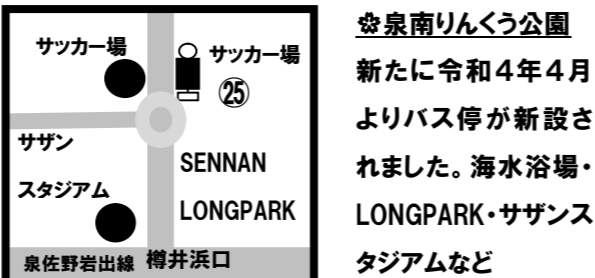 サッカー場
サッカー場
㉕
サザン
スタジアム
SENNAN
LONGPARK
泉佐野岩出線 樽井浜口
✿泉南りんくう公園
新たに令和４年４月
よりバス停が新設さ
れました。海水浴場・
LONGPARK・サザンス
タジアムなど